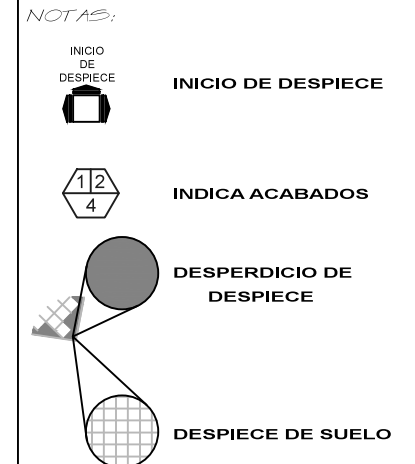 NOTAS:
INICIO
DE
DESPIECE
INICIO DE DESPIECE
1 2
4
INDICA ACABADOS
DESPERDICIO DE
DESPIECE
DESPIECE DE SUELO